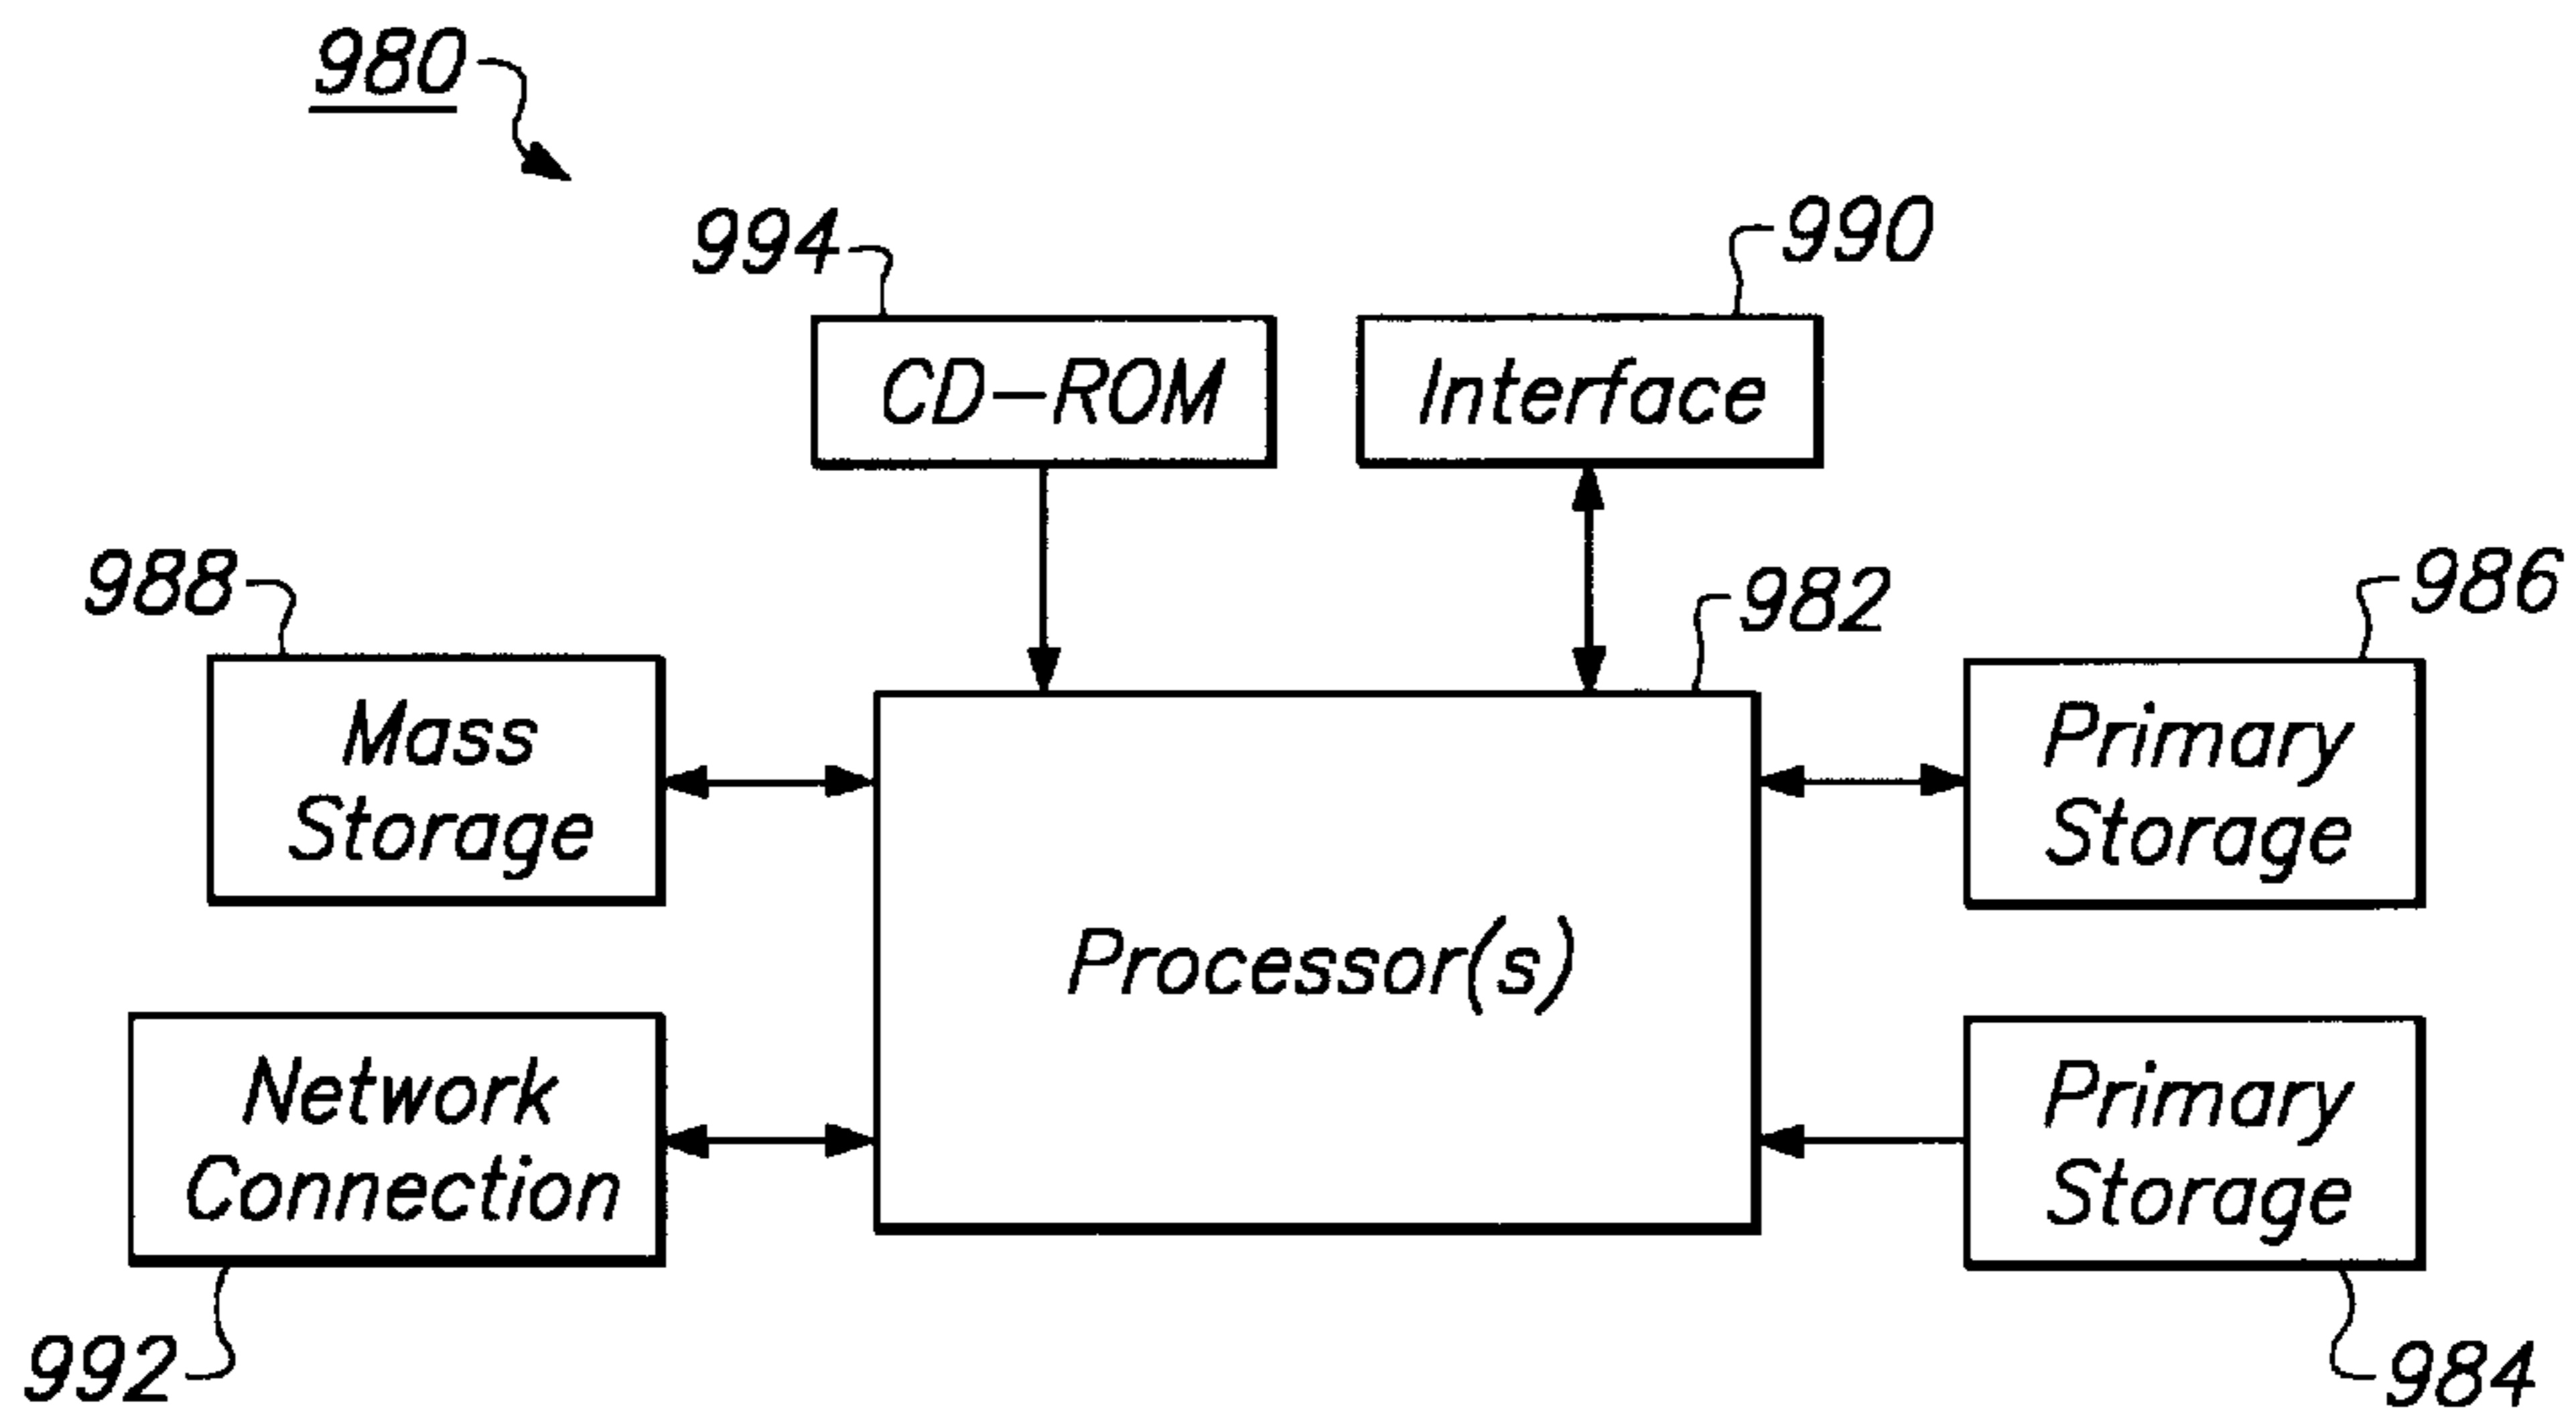 980
994
990
CD-ROM
Interface
988
982
986
Mass
Storage
Primary
Storage
Processor(s)
Network
Connection
Primary
Storage
992
984